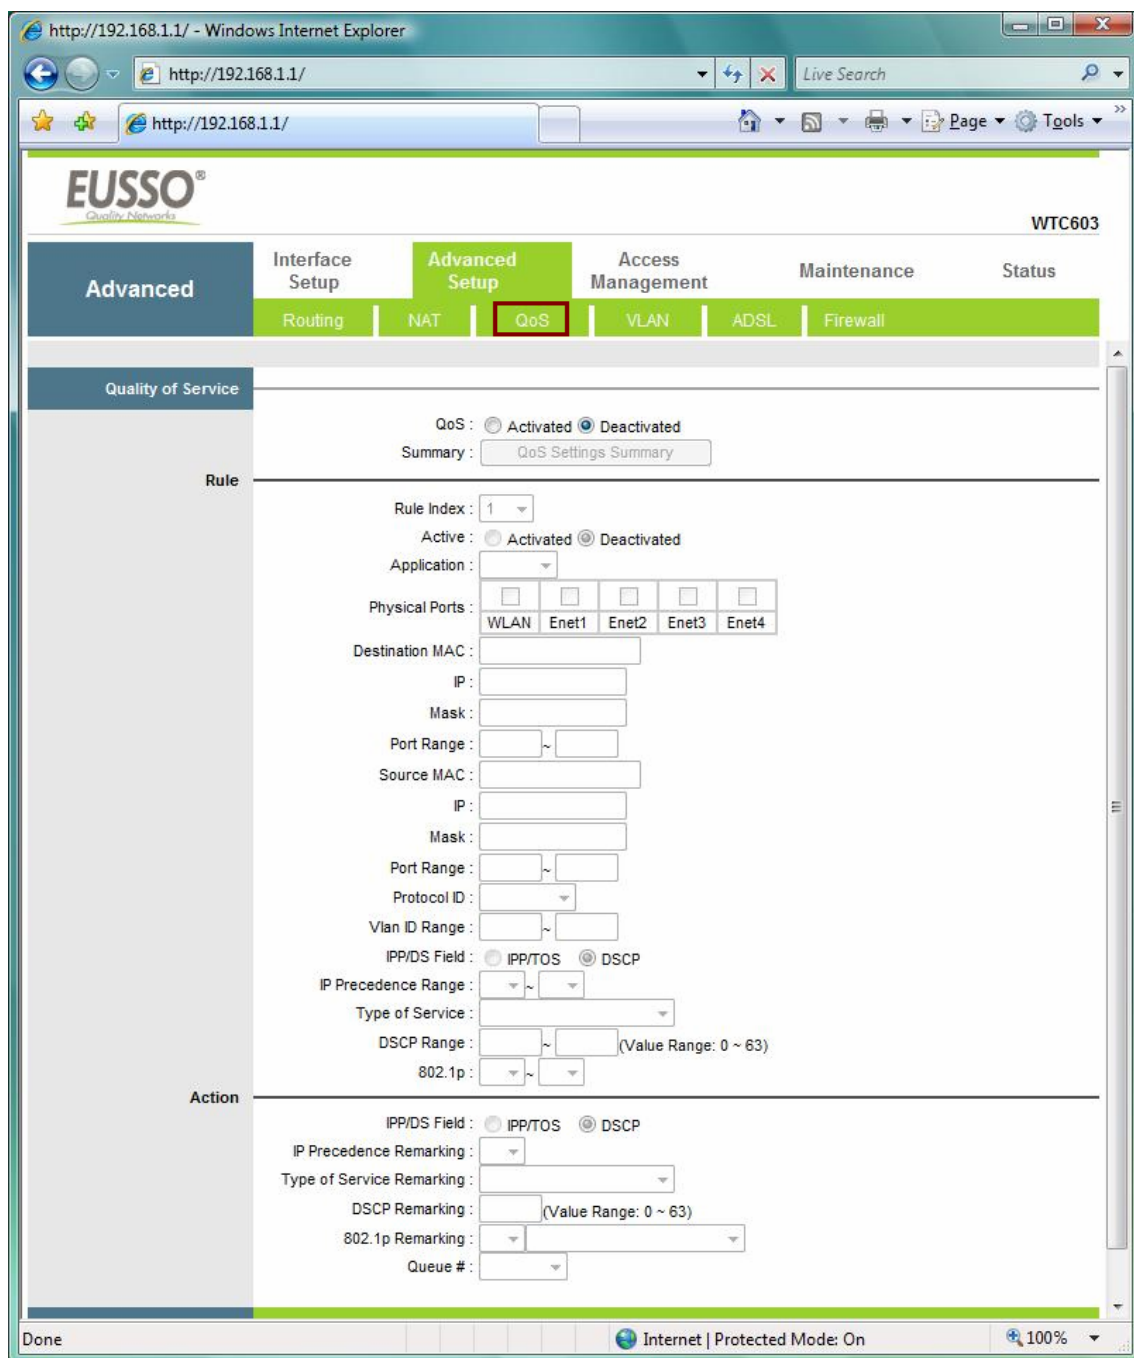 http://192.168.1.1/ - Windows Internet Explorer
http://192.168.1.1/
Live Search
http://192.168.1.1/
Page
Tools
EUSSO®
Quality Networks
WTC603
Advanced
Interface Setup
Advanced Setup
Access Management
Maintenance
Status
Routing
NAT
QoS
VLAN
ADSL
Firewall
Quality of Service
QoS : Activated Deactivated
Summary : QoS Settings Summary
Rule
Rule Index : 1
Active : Activated Deactivated
Application :
Physical Ports :
WLAN Enet1 Enet2 Enet3 Enet4
Destination MAC :
IP :
Mask :
Port Range : ~
Source MAC :
IP :
Mask :
Port Range : ~
Protocol ID :
Vlan ID Range : ~
IPP/DS Field : IPP/TOS DSCP
IP Precedence Range : ~
Type of Service :
DSCP Range : ~ (Value Range: 0 ~ 63)
802.1p : ~
Action
IPP/DS Field : IPP/TOS DSCP
IP Precedence Remarking :
Type of Service Remarking :
DSCP Remarking : (Value Range: 0 ~ 63)
802.1p Remarking :
Queue # :
Done
Internet | Protected Mode: On
100%